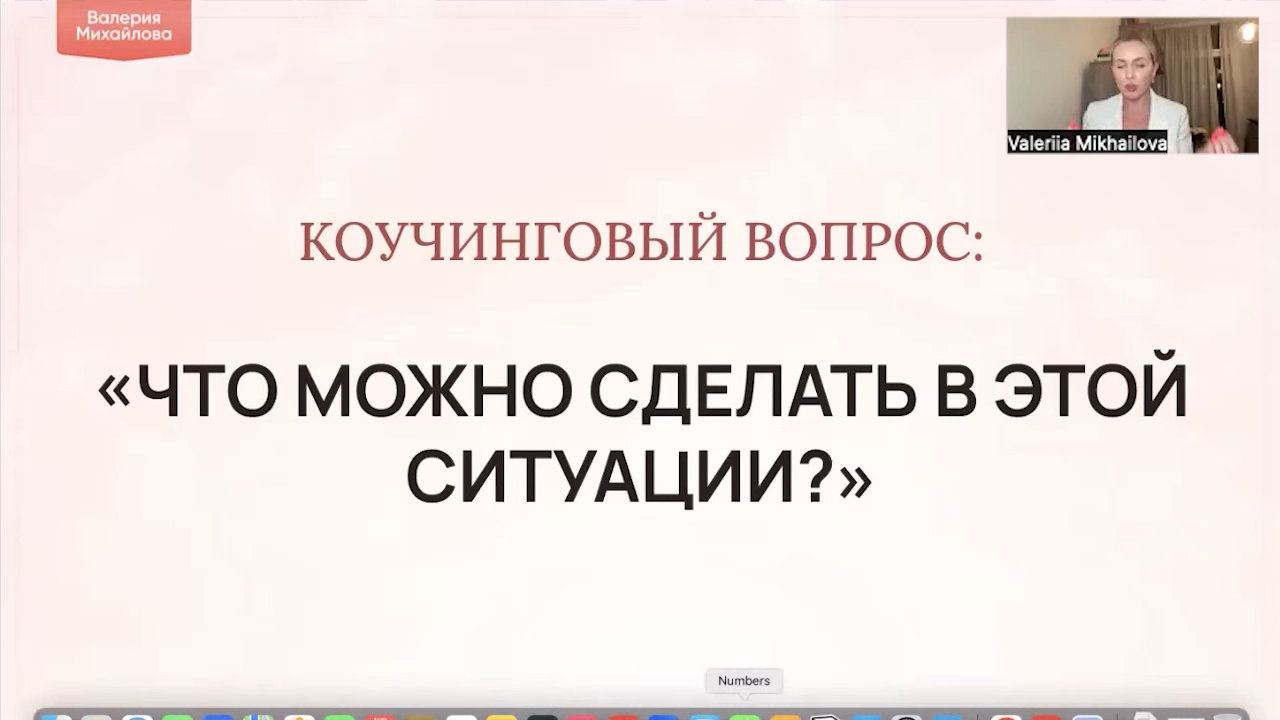 Валерия
Михайлова
Valeriia Mikhailova
КОУЧИНГОВЫЙ ВОПРОС:
«ЧТО МОЖНО СДЕЛАТЬ В ЭТОЙ
СИТУАЦИИ?»
Numbers